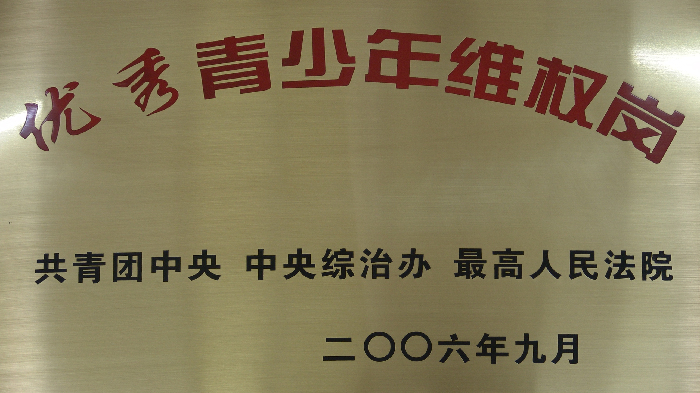 优秀青少年维权岗
共青团中央 中央综治办 最高人民法院
二〇〇六年九月